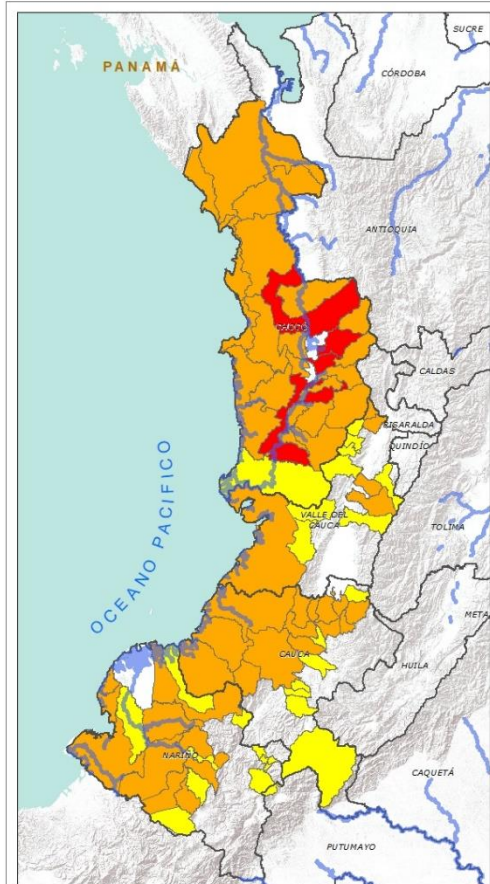 SUCRE
PANAMÁ
CÓRDOBA
ANTIOQUIA
CHOCÓ
CALDAS
RISARALDA
QUINDÍO
OCEANO PACIFICO
VALLE DEL
CAUCA
TOLIMA
META
CAUCA
HUILA
NARIÑO
CAQUETÁ
PUTUMAYO